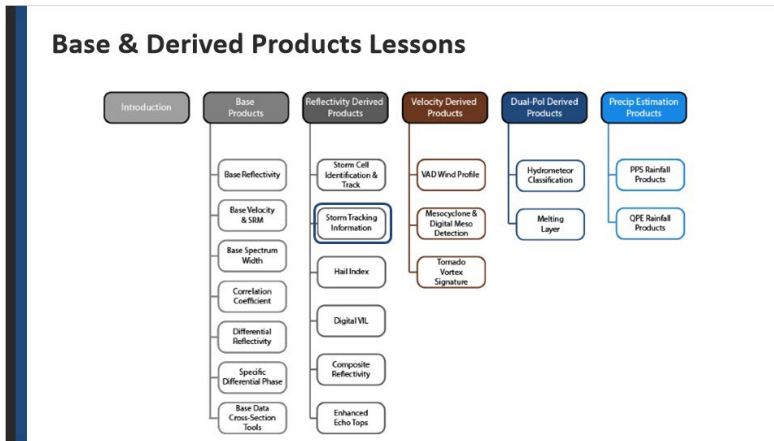 Base & Derived Products Lessons
Introduction
Base
Products
Reflectivity Derived
Products
Velocity Derived
Products
Dual-Pol Derived
Products
Precip Estimation
Products
Base Reflectivity
Base Velocity
& SRM
Base Spectrum
Width
Correlation
Coefficient
Differential
Reflectivity
Specific
Differential Phase
Base Data
Cross-Section
Tools
Storm Cell
Identification &
Track
Storm Tracking
Information
Hail Index
Digital VIL
Composite
Reflectivity
Enhanced
Echo Tops
VAD Wind Profile
Mesocyclone &
Digital Meso
Detection
Tornado
Vortex
Signature
Hydrometeor
Classification
Melting
Layer
PPS Rainfall
Products
QPE Rainfall
Products